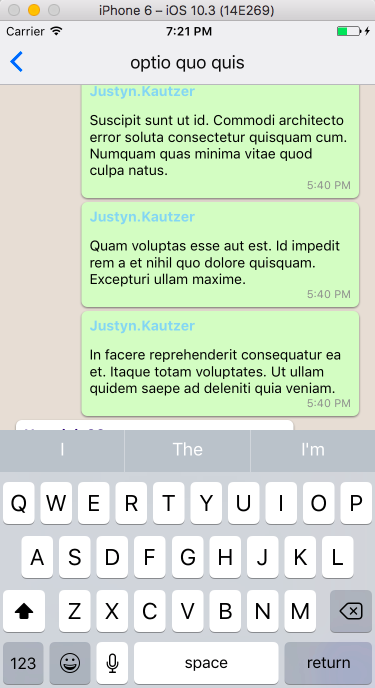 iPhone 6 – iOS 10.3 (14E269)
Carrier 7:21 PM
optio quo quis
Justyn.Kautzer
Suscipit sunt ut id. Commodi architecto
error soluta consectetur quisquam cum.
Numquam quas minima vitae quod
culpa natus.
5:40 PM
Justyn.Kautzer
Quam voluptas esse aut est. Id impedit
rem a et nihil quo dolore quisquam.
Excepturi ullam maxime.
5:40 PM
Justyn.Kautzer
In facere reprehenderit consequatur ea
et. Itaque totam voluptates. Ut ullam
quidem saepe ad deleniti quia veniam.
5:40 PM
I The I'm
Q W E R T Y U I O P
A S D F G H J K L
Z X C V B N M
123 space return